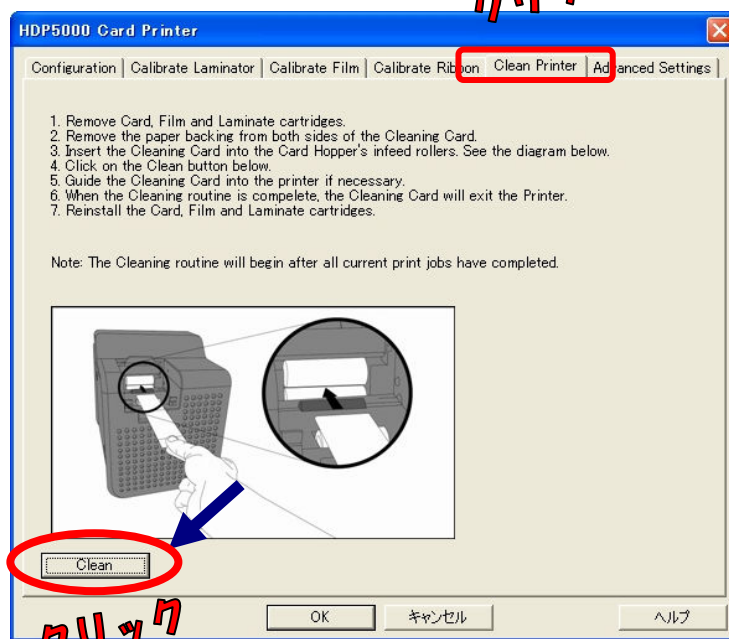 HDP5000 Card Printer
Configuration
Calibrate Laminator
Calibrate Film
Calibrate Ribbon
Clean Printer
Advanced Settings
1. Remove Card, Film and Laminate cartridges.
2. Remove the paper backing from both sides of the Cleaning Card.
3. Insert the Cleaning Card into the Card Hopper's infeed rollers. See the diagram below.
4. Click on the Clean button below.
5. Guide the Cleaning Card into the printer if necessary.
6. When the Cleaning routine is compelete, the Cleaning Card will exit the Printer.
7. Reinstall the Card, Film and Laminate cartridges.
Note: The Cleaning routine will begin after all current print jobs have completed.
Clean
クリック
OK
キャンセル
ヘルプ